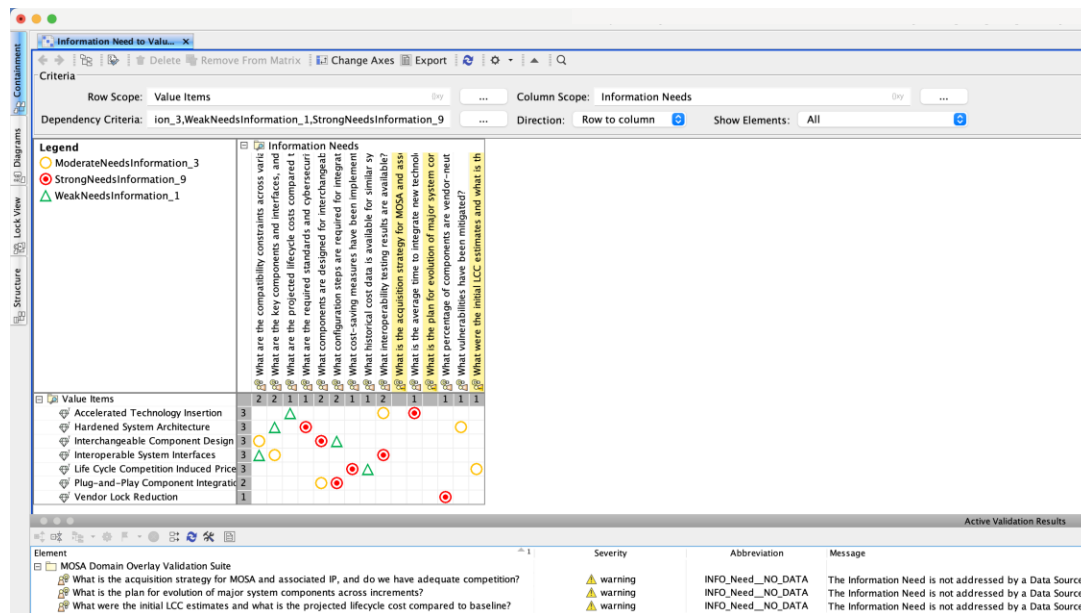 Information Need to Valu... ×
Delete Remove From Matrix Change Axes Export
Criteria
Row Scope: Value Items ... Column Scope: Information Needs ...
Dependency Criteria: ion_3,WeakNeedsInformation_1,StrongNeedsInformation_9 ... Direction: Row to column Show Elements: All
Containment
Diagrams
Lock View
Structure
Legend
ModerateNeedsInformation_3
StrongNeedsInformation_9
WeakNeedsInformation_1
Information Needs
What are the compatibility constraints across varia
What are the key components and interfaces, and
What are the projected lifecycle costs compared t
What are the required standards and cybersecuri
What components are designed for interchangeab
What configuration steps are required for integrat
What cost-saving measures have been implement
What historical cost data is available for similar sy
What interoperability testing results are available?
What is the acquisition strategy for MOSA and asso
What is the average time to integrate new technolo
What is the plan for evolution of major system cor
What percentage of components are vendor-neut
What vulnerabilities have been mitigated?
What were the initial LCC estimates and what is th
Value Items 2 2 1 1 2 2 1 1 2 1 1 1 1
Accelerated Technology Insertion 3
Hardened System Architecture 3
Interchangeable Component Design 3
Interoperable System Interfaces 3
Life Cycle Competition Induced Price 3
Plug-and-Play Component Integratic 2
Vendor Lock Reduction 1
Active Validation Results
Element 1 Severity Abbreviation Message
MOSA Domain Overlay Validation Suite
What is the acquisition strategy for MOSA and associated IP, and do we have adequate competition? warning INFO_Need__NO_DATA The Information Need is not addressed by a Data Source
What is the plan for evolution of major system components across increments? warning INFO_Need__NO_DATA The Information Need is not addressed by a Data Source
What were the initial LCC estimates and what is the projected lifecycle cost compared to baseline? warning INFO_Need__NO_DATA The Information Need is not addressed by a Data Source